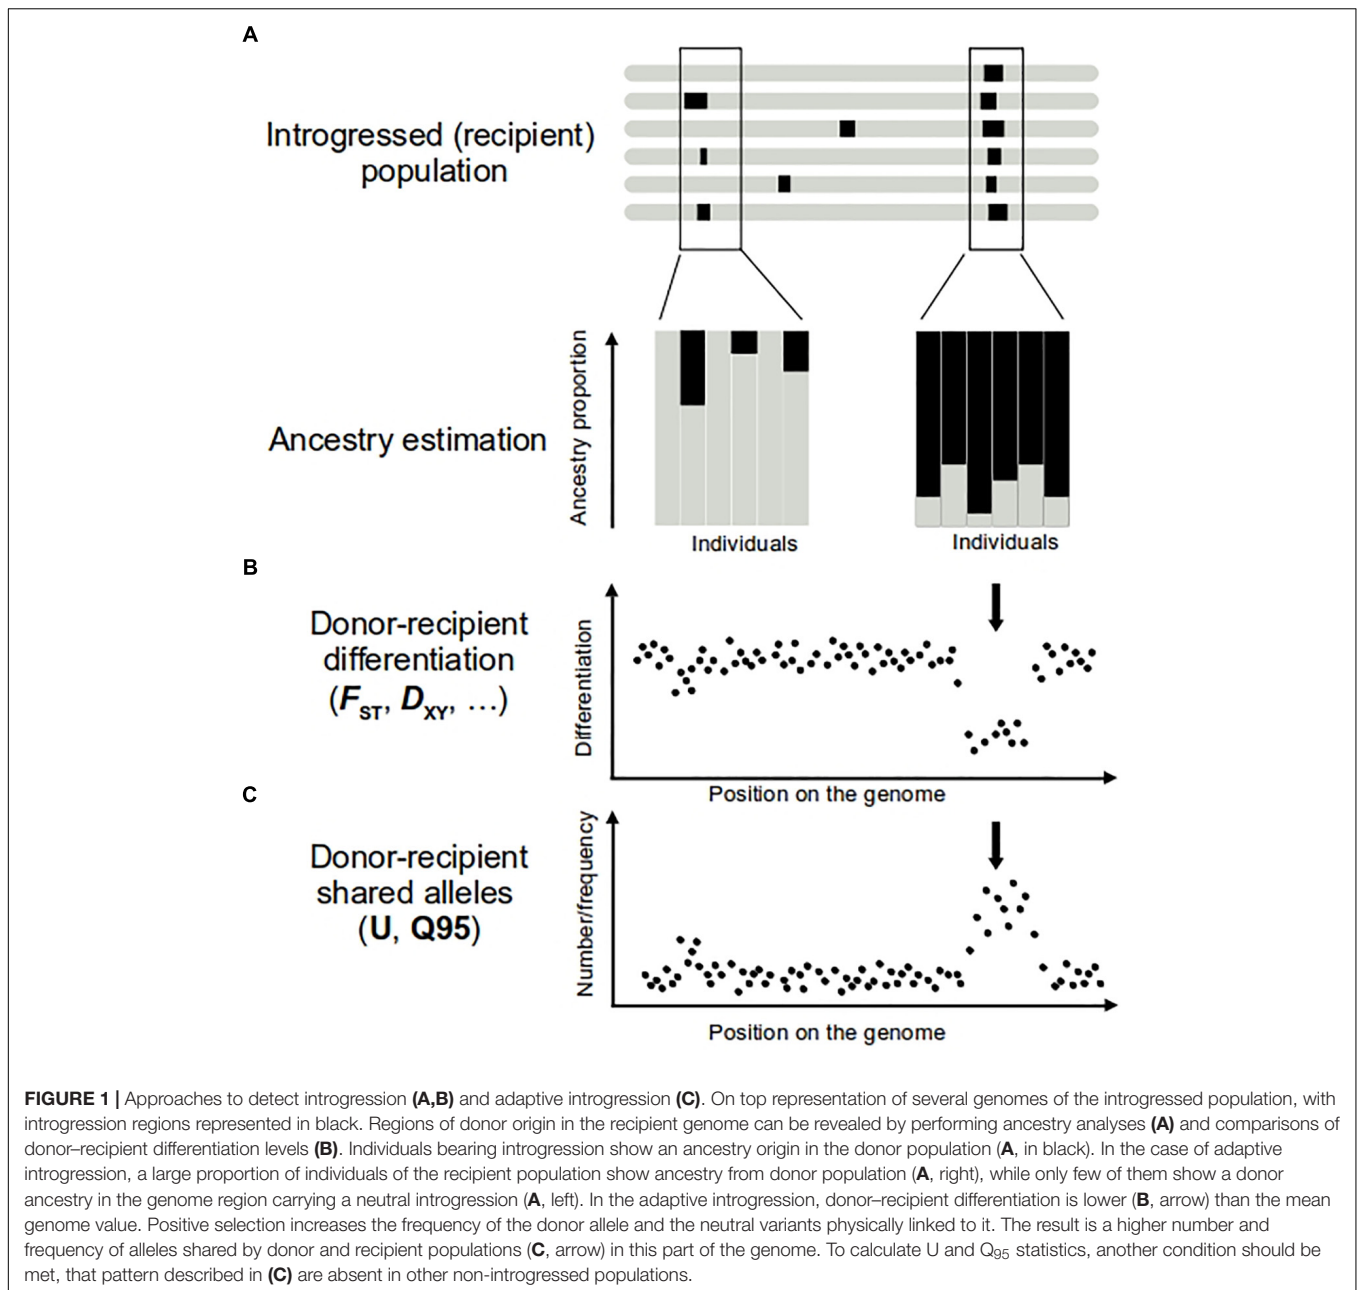 A
Introgressed (recipient)
population
Ancestry estimation
Ancestry proportion
Individuals
Individuals
B
Donor-recipient
differentiation
(FST, DXY, …)
Differentiation
Position on the genome
C
Donor-recipient
shared alleles
(U, Q95)
Number/frequency
Position on the genome
FIGURE 1 | Approaches to detect introgression (A,B) and adaptive introgression (C). On top representation of several genomes of the introgressed population, with
introgression regions represented in black. Regions of donor origin in the recipient genome can be revealed by performing ancestry analyses (A) and comparisons of
donor–recipient differentiation levels (B). Individuals bearing introgression show an ancestry origin in the donor population (A, in black). In the case of adaptive
introgression, a large proportion of individuals of the recipient population show ancestry from donor population (A, right), while only few of them show a donor
ancestry in the genome region carrying a neutral introgression (A, left). In the adaptive introgression, donor–recipient differentiation is lower (B, arrow) than the mean
genome value. Positive selection increases the frequency of the donor allele and the neutral variants physically linked to it. The result is a higher number and
frequency of alleles shared by donor and recipient populations (C, arrow) in this part of the genome. To calculate U and Q95 statistics, another condition should be
met, that pattern described in (C) are absent in other non-introgressed populations.